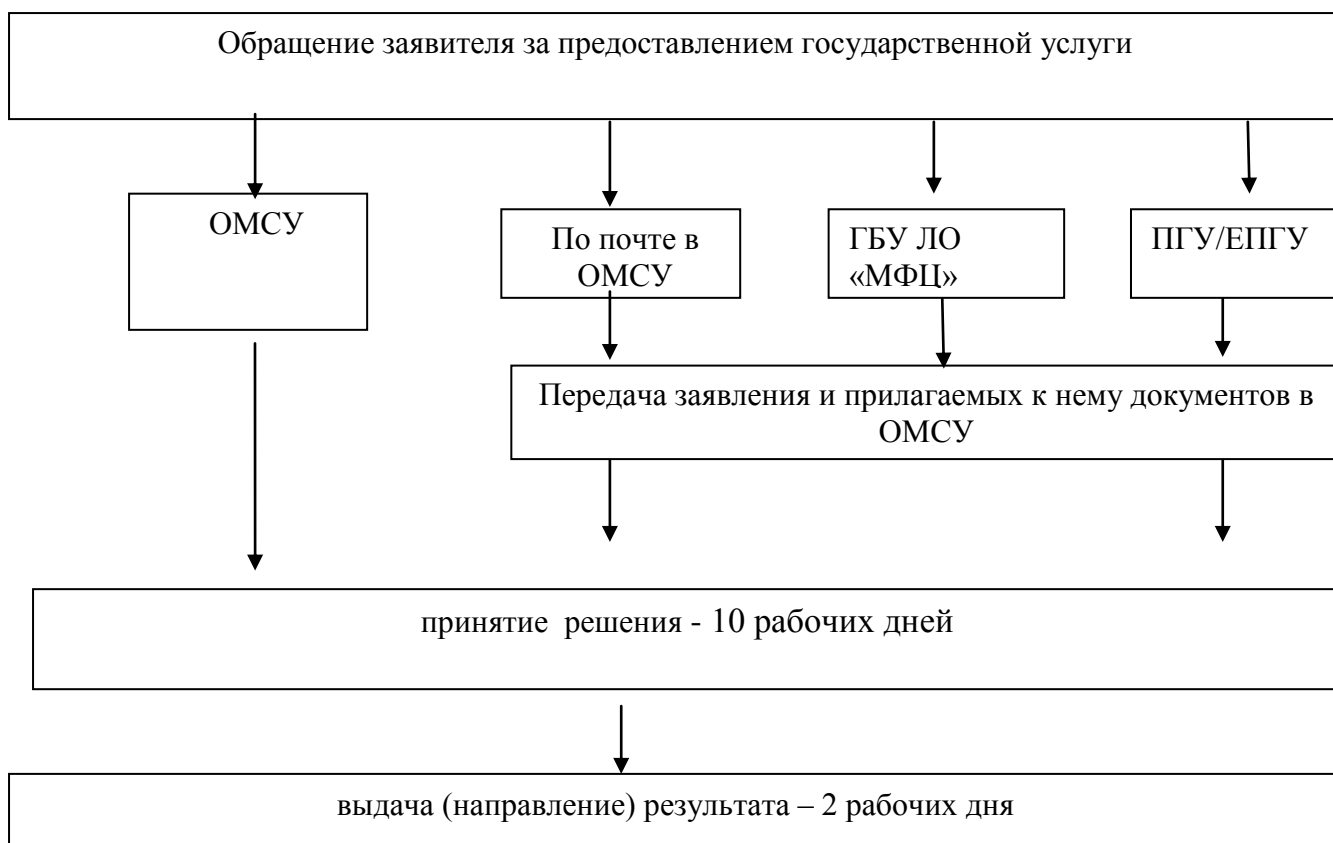 Обращение заявителя за предоставлением государственной услуги
ОМСУ
По почте в
ОМСУ
ГБУ ЛО
«МФЦ»
ПГУ/ЕПГУ
Передача заявления и прилагаемых к нему документов в
ОМСУ
принятие решения - 10 рабочих дней
выдача (направление) результата – 2 рабочих дня